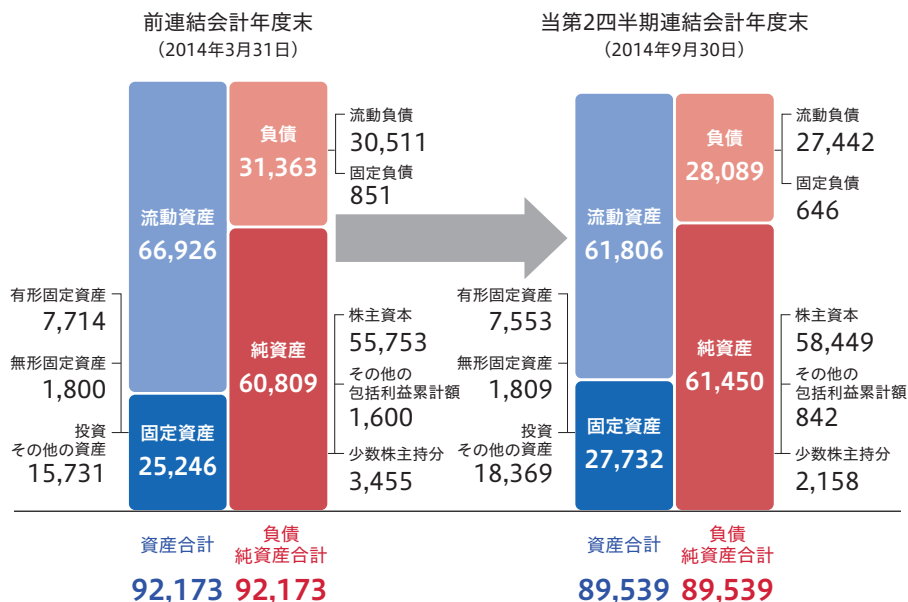 前連結会計年度末
（2014年3月31日）
流動資産
66,926
固定資産
25,246
負債
31,363
純資産
60,809
流動負債
30,511
固定負債
851
有形固定資産
7,714
無形固定資産
1,800
投資
その他の資産
15,731
株主資本
55,753
その他の
包括利益累計額
1,600
少数株主持分
3,455
資産合計
92,173
負債
純資産合計
92,173
当第2四半期連結会計年度末
（2014年9月30日）
流動資産
61,806
固定資産
27,732
負債
28,089
純資産
61,450
流動負債
27,442
固定負債
646
有形固定資産
7,553
無形固定資産
1,809
投資
その他の資産
18,369
株主資本
58,449
その他の
包括利益累計額
842
少数株主持分
2,158
資産合計
89,539
負債
純資産合計
89,539